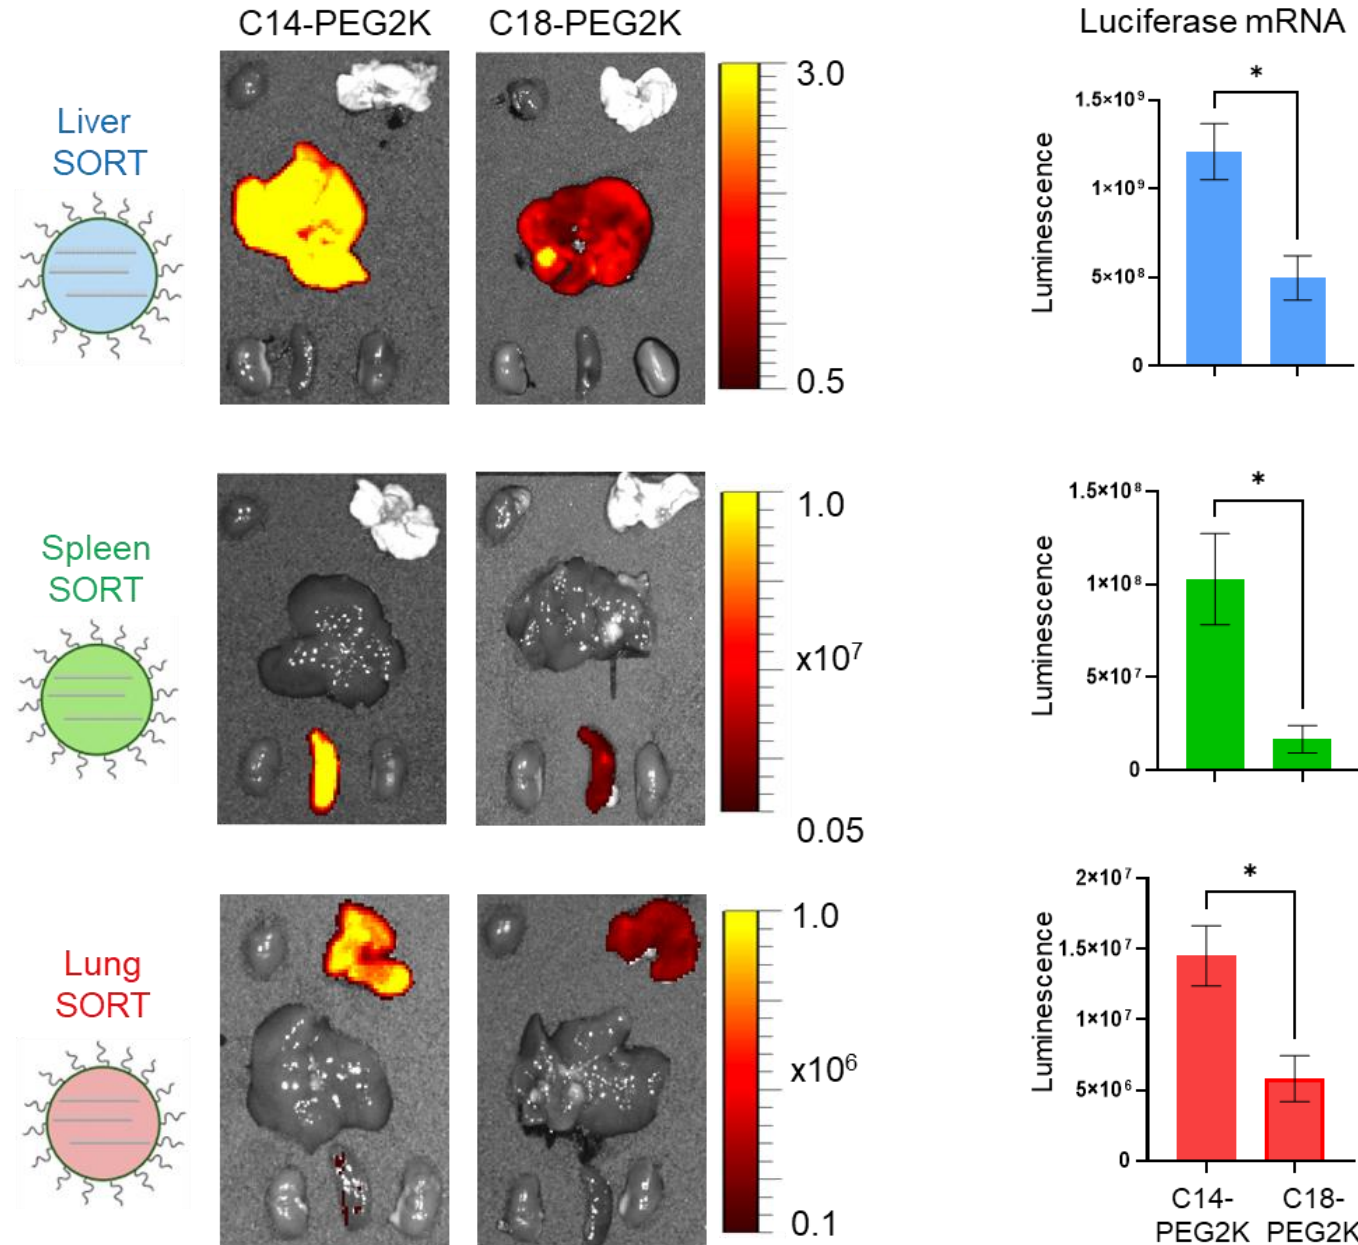 C14-PEG2K
C18-PEG2K
Luciferase mRNA
Liver
SORT
3.0
0.5
Luminescence
*
1.5×10⁹
1×10⁹
5×10⁸
0
Spleen
SORT
1.0
x10⁷
0.05
Luminescence
*
1.5×10⁸
1×10⁸
5×10⁷
0
Lung
SORT
1.0
x10⁶
0.1
Luminescence
*
2×10⁷
1.5×10⁷
1×10⁷
5×10⁶
0
C14-
PEG2K
C18-
PEG2K